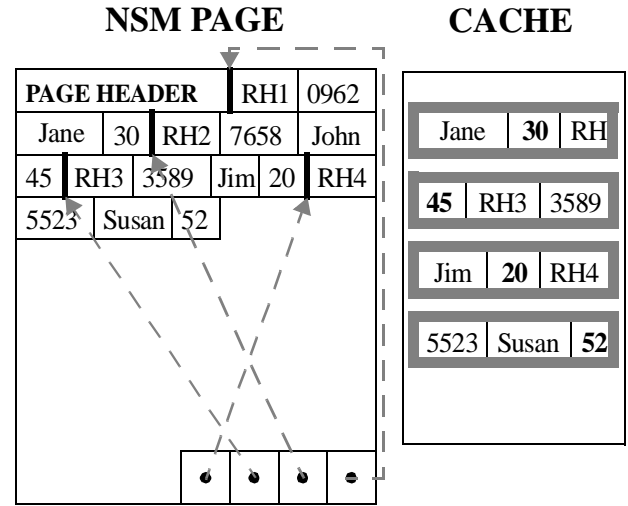 NSM PAGE
PAGE HEADER RH1 0962
Jane 30 RH2 7658 John
45 RH3 3589 Jim 20 RH4
5523 Susan 52
CACHE
Jane 30 RH
45 RH3 3589
Jim 20 RH4
5523 Susan 52